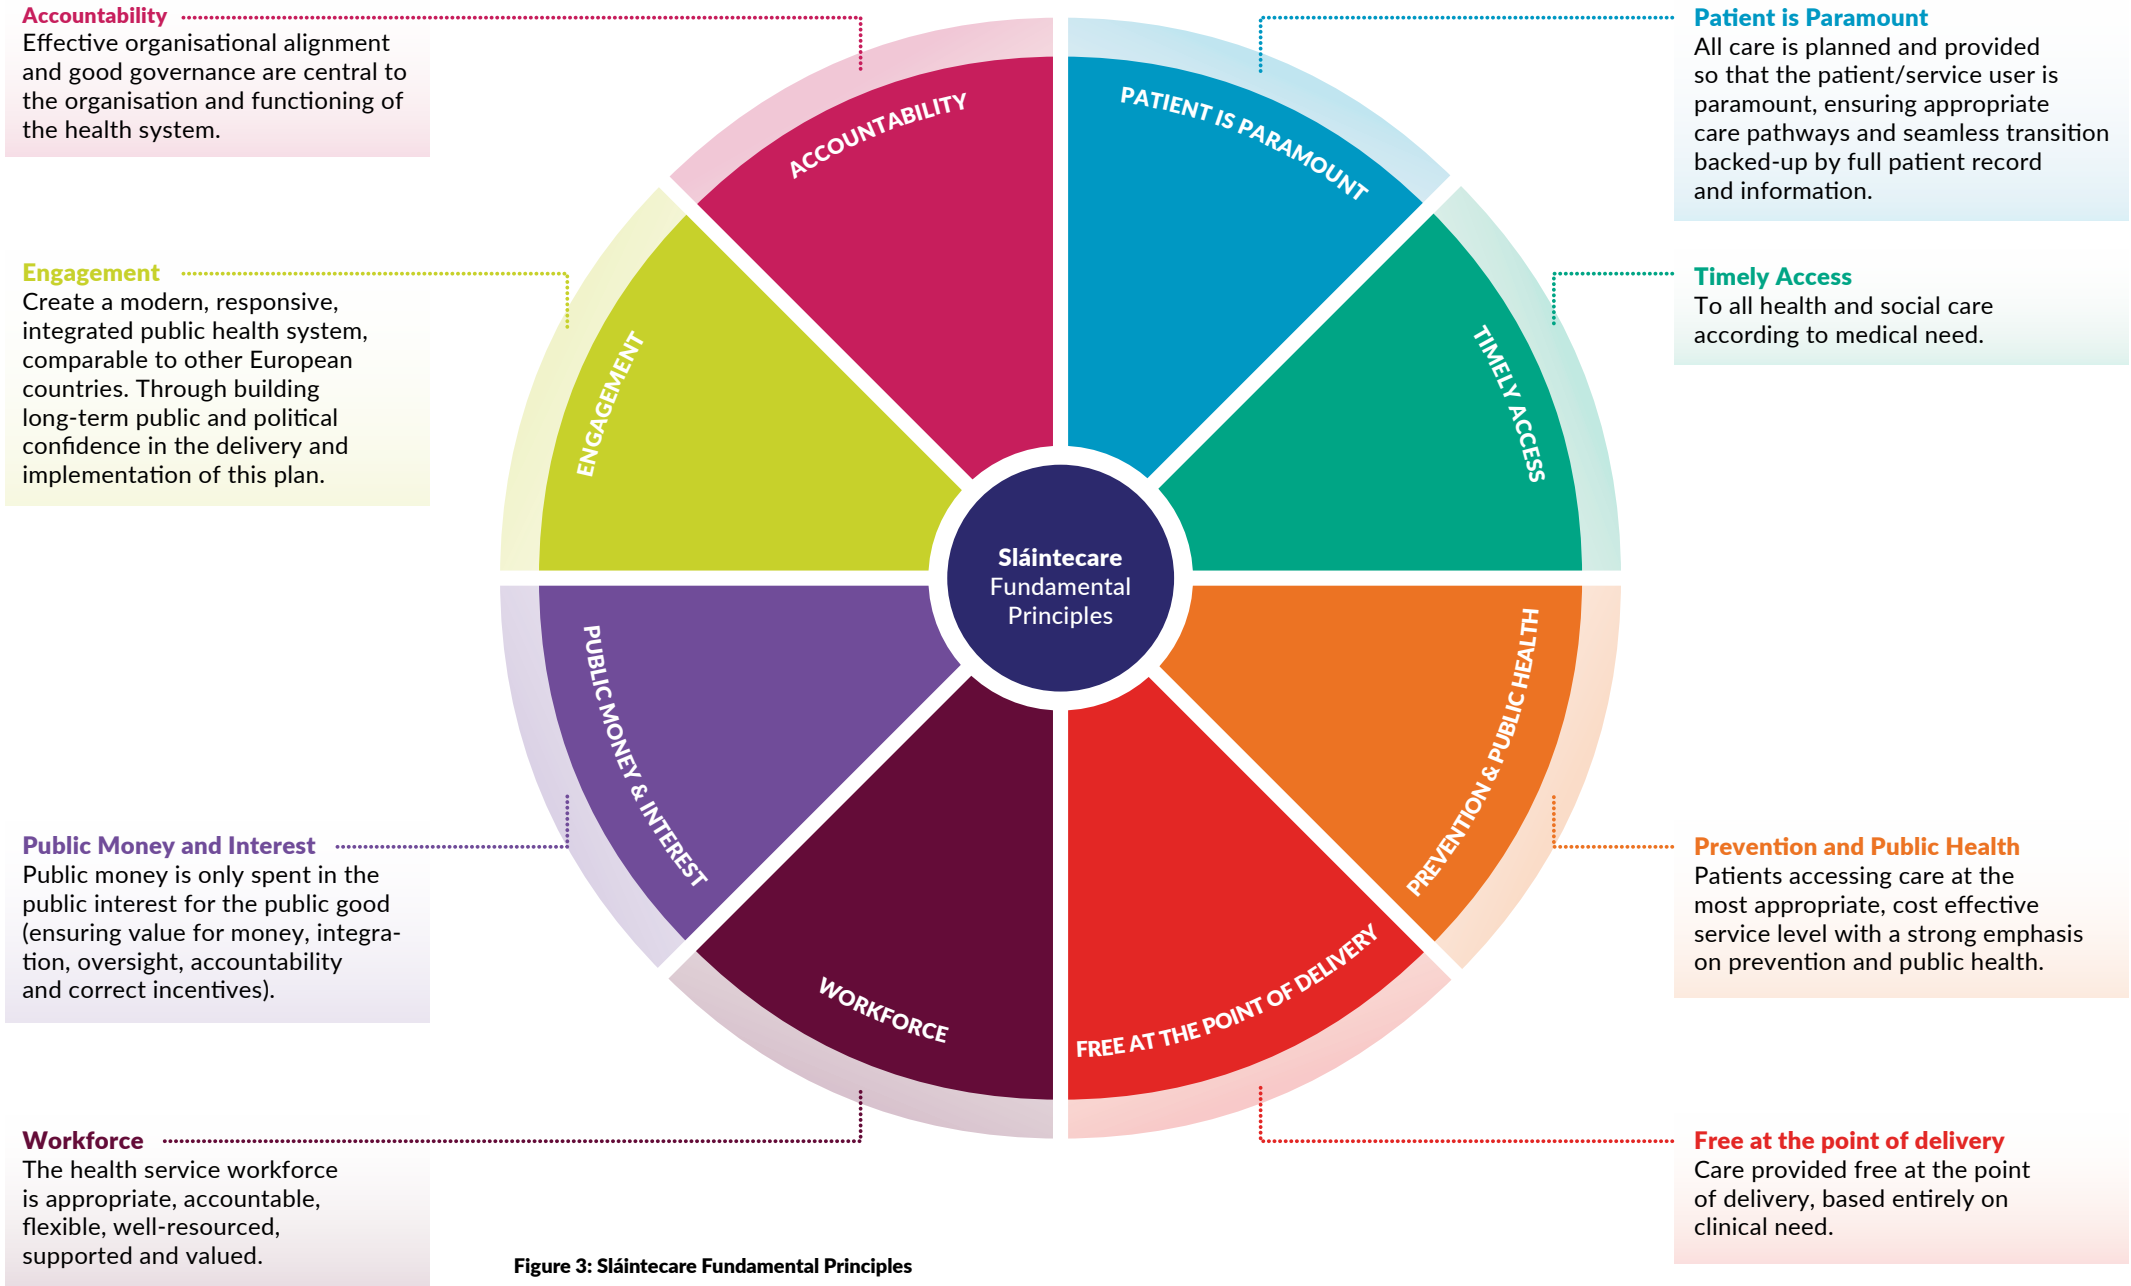 Accountability
Effective organisational alignment
and good governance are central to
the organisation and functioning of
the health system.
Engagement
Create a modern, responsive,
integrated public health system,
comparable to other European
countries. Through building
long-term public and political
confidence in the delivery and
implementation of this plan.
Public Money and Interest
Public money is only spent in the
public interest for the public good
(ensuring value for money, integra-
tion, oversight, accountability
and correct incentives).
Workforce
The health service workforce
is appropriate, accountable,
flexible, well-resourced,
supported and valued.
ACCOUNTABILITY
PATIENT IS PARAMOUNT
ENGAGEMENT
TIMELY ACCESS
Sláintecare
Fundamental
Principles
PUBLIC MONEY & INTEREST
PREVENTION & PUBLIC HEALTH
WORKFORCE
FREE AT THE POINT OF DELIVERY
Patient is Paramount
All care is planned and provided
so that the patient/service user is
paramount, ensuring appropriate
care pathways and seamless transition
backed-up by full patient record
and information.
Timely Access
To all health and social care
according to medical need.
Prevention and Public Health
Patients accessing care at the
most appropriate, cost effective
service level with a strong emphasis
on prevention and public health.
Free at the point of delivery
Care provided free at the point
of delivery, based entirely on
clinical need.
Figure 3: Sláintecare Fundamental Principles